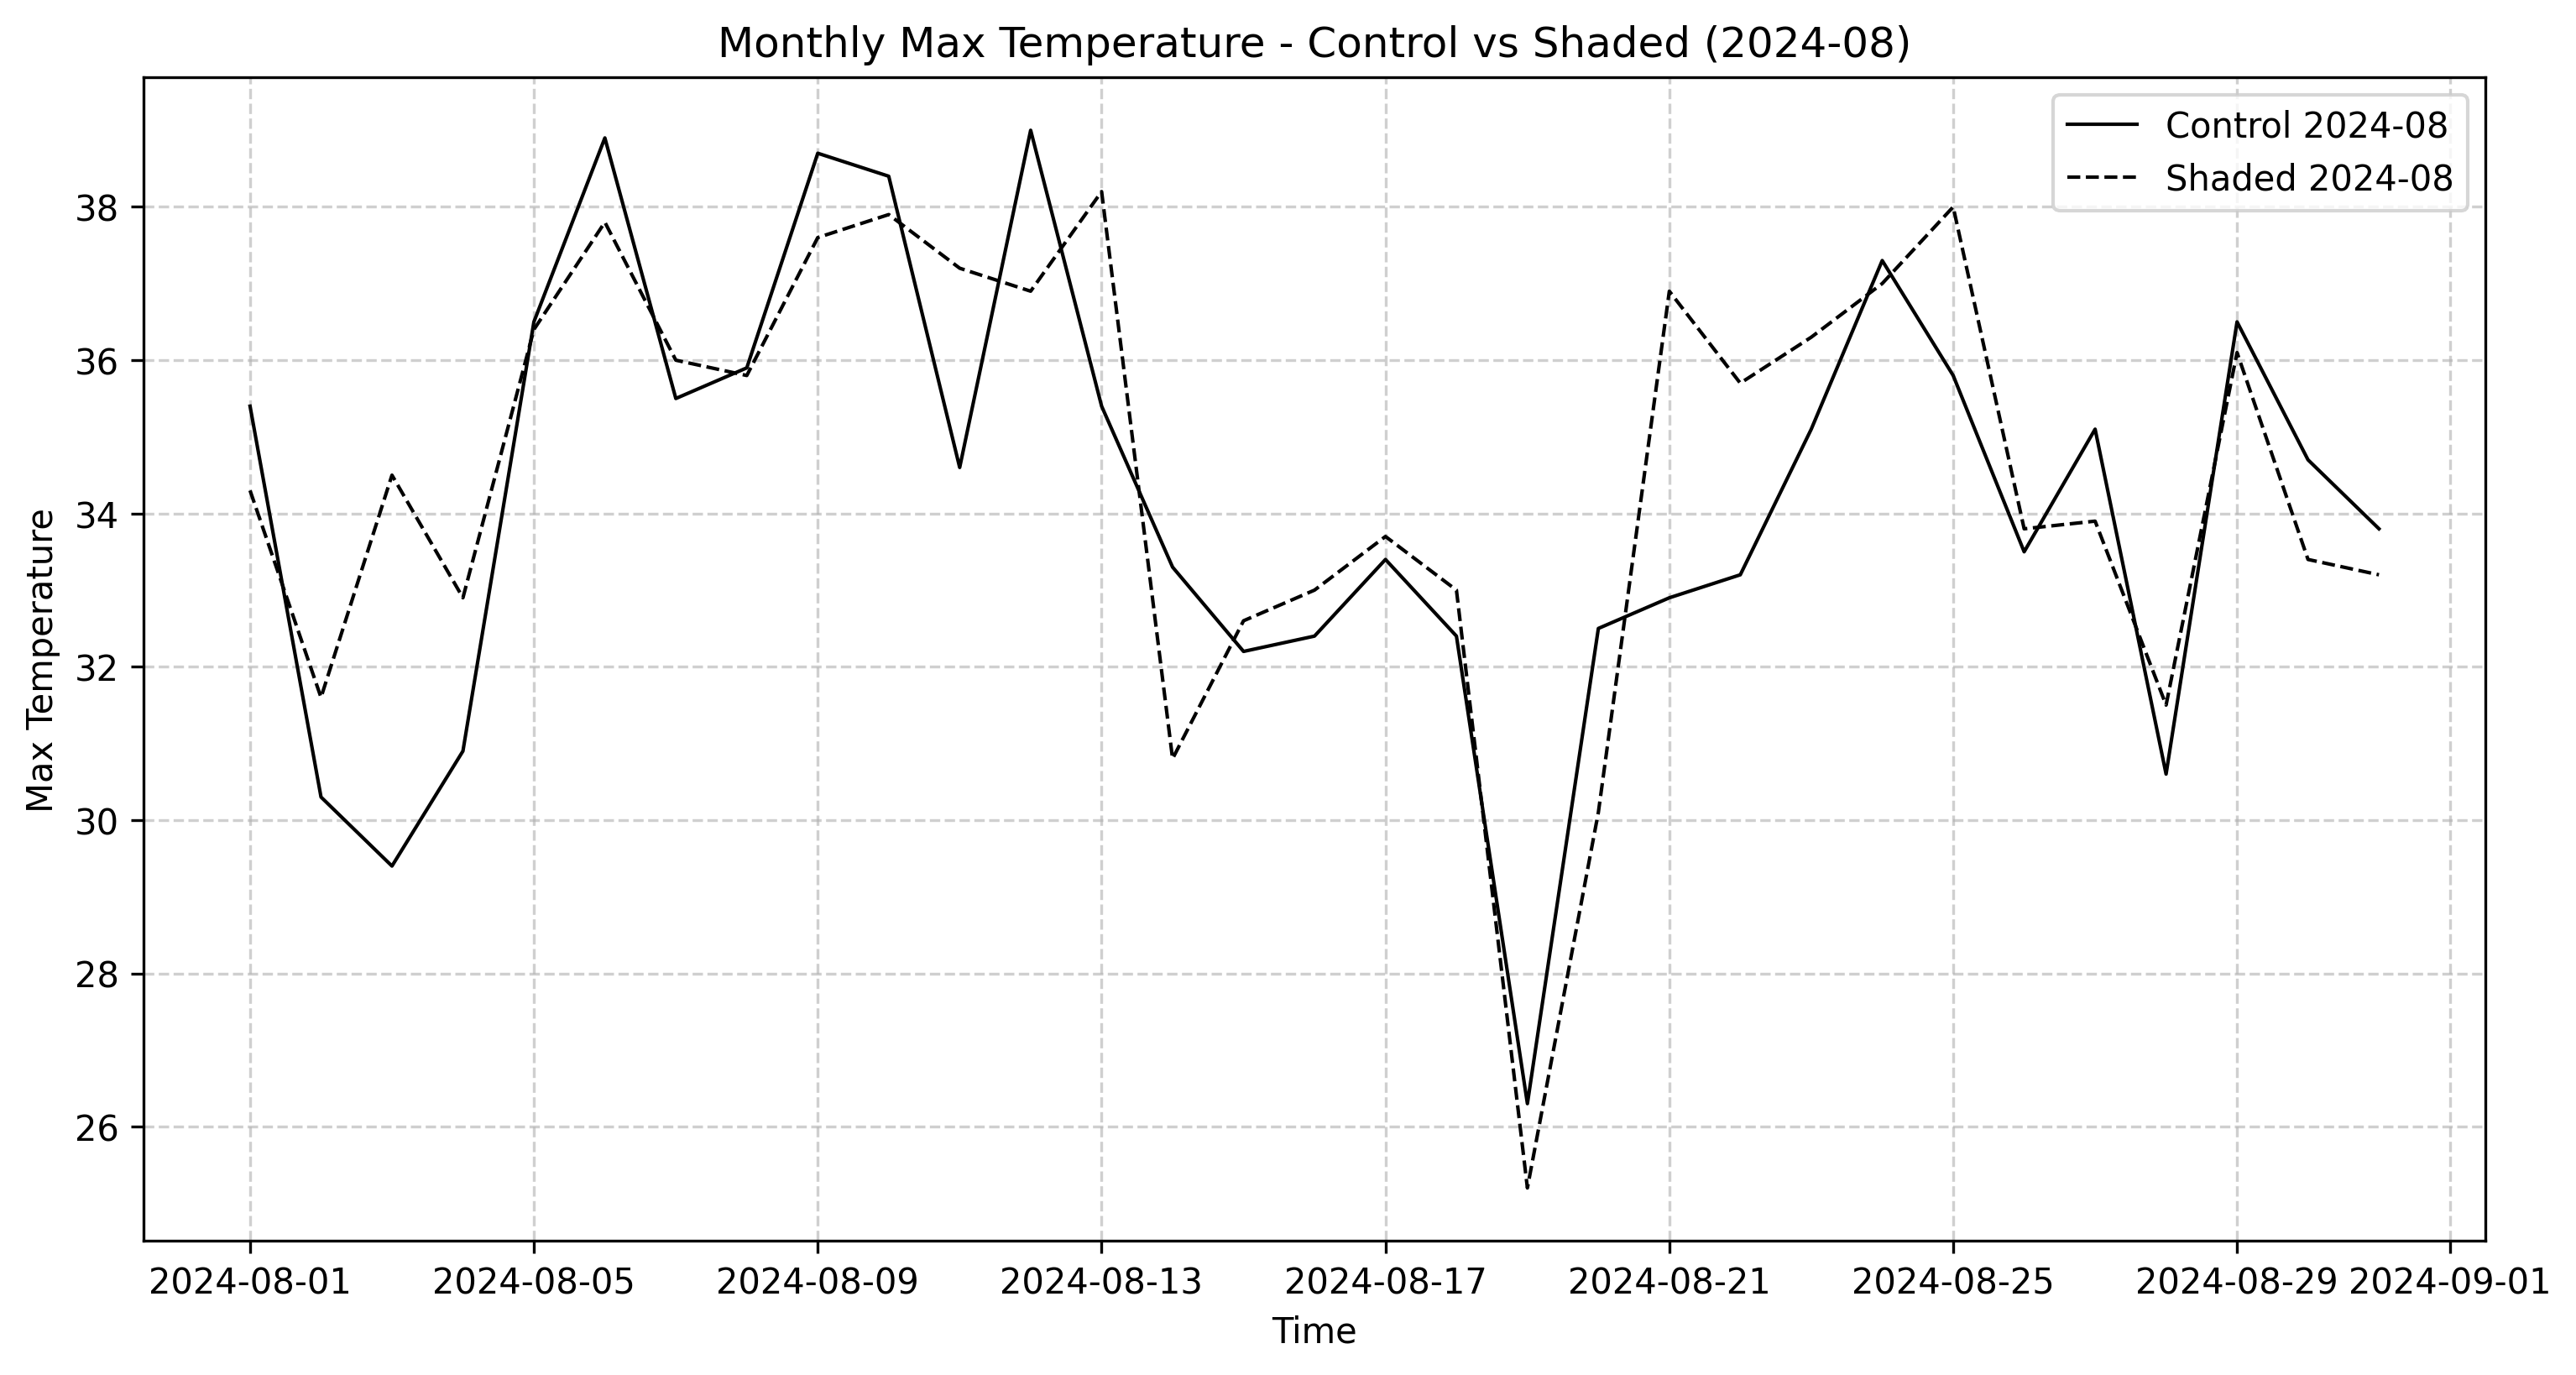 Monthly Max Temperature - Control vs Shaded (2024-08)
Control 2024-08
Shaded 2024-08
Max Temperature
38
36
34
32
30
28
26
2024-08-01 2024-08-05 2024-08-09 2024-08-13 2024-08-17 2024-08-21 2024-08-25 2024-08-29 2024-09-01
Time